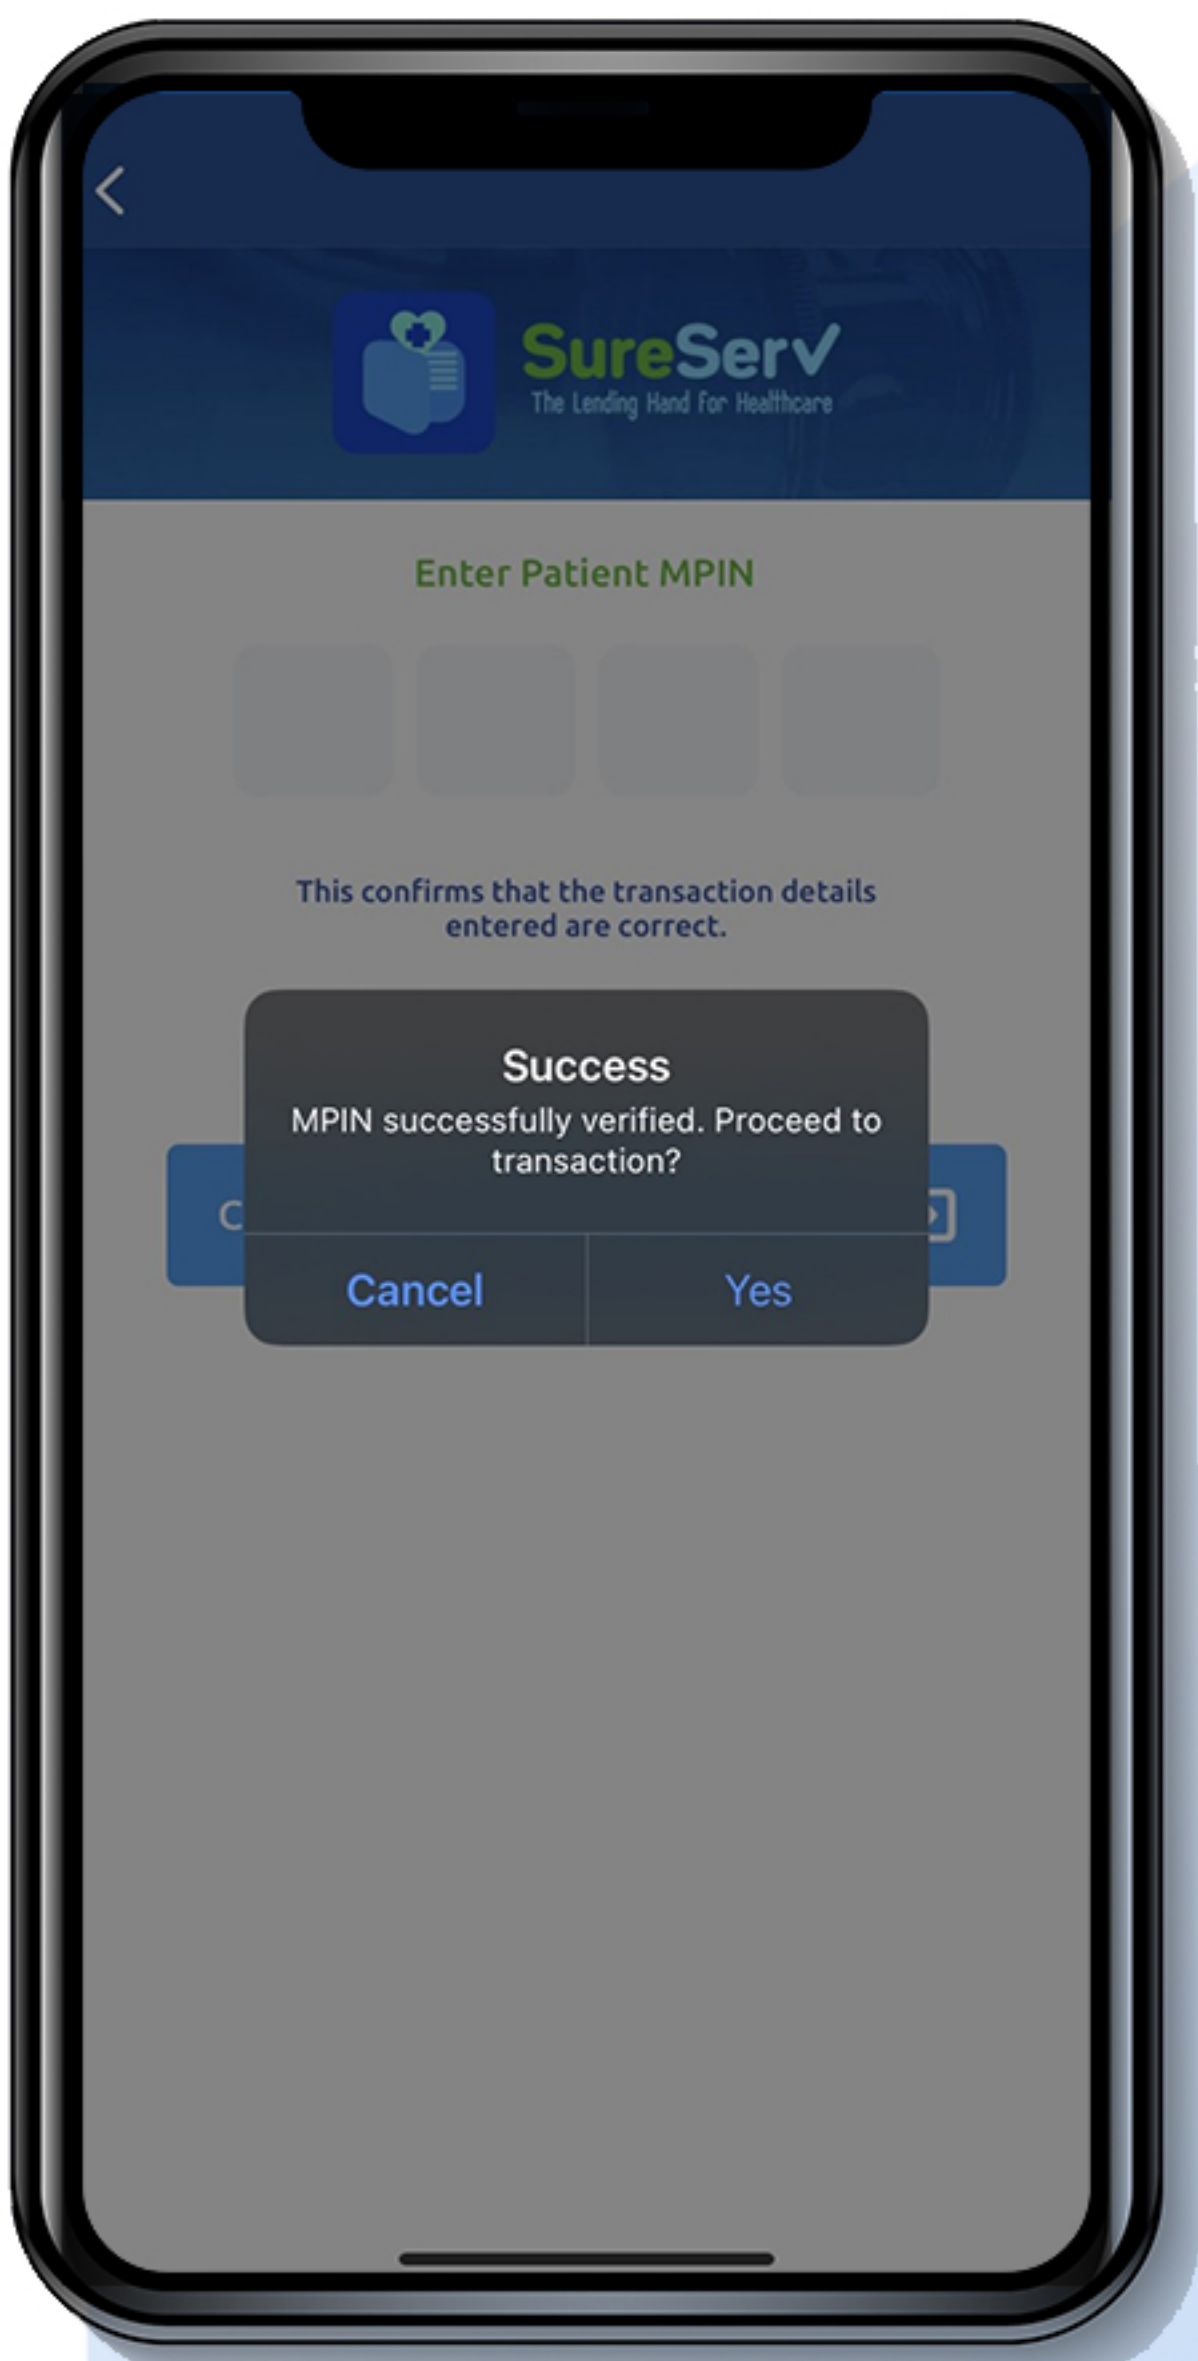 SureServ
The Lending Hand For Healthcare
Enter Patient MPIN
This confirms that the transaction details
entered are correct.
Success
MPIN successfully verified. Proceed to
transaction?
Cancel
Yes